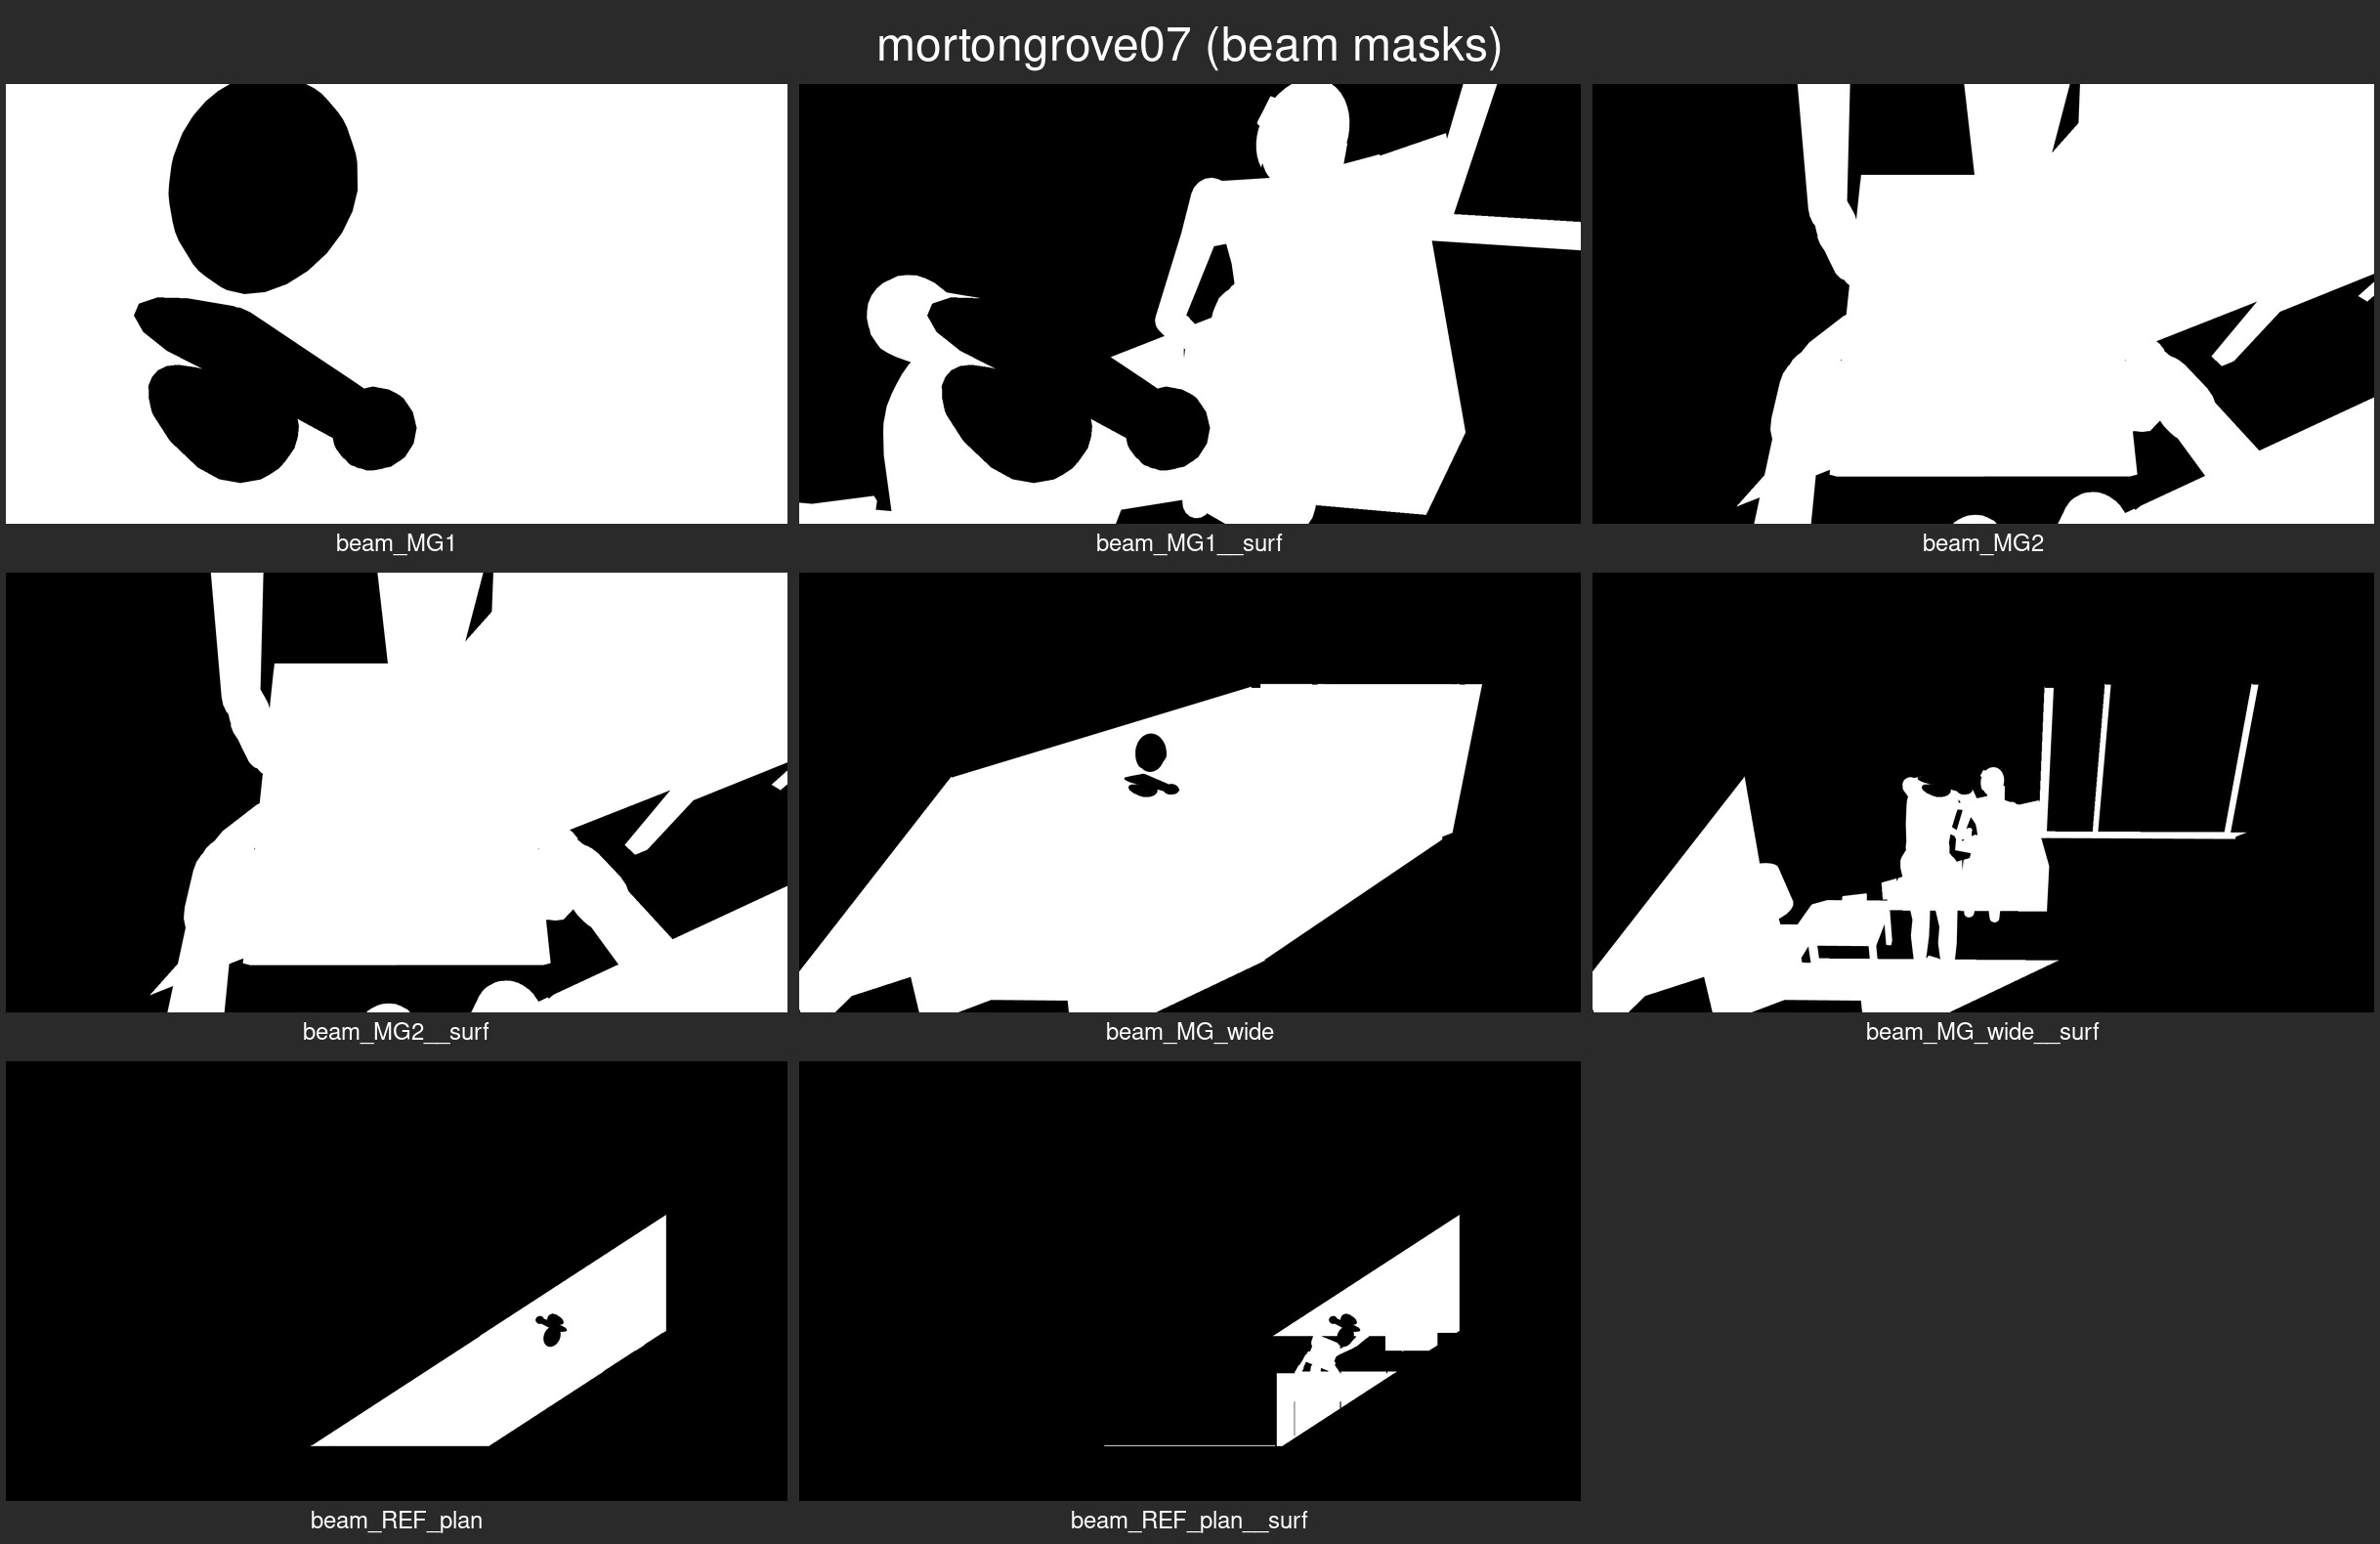 mortongrove07 (beam masks)
beam_MG1
beam_MG1__surf
beam_MG2
beam_MG2__surf
beam_MG_wide
beam_MG_wide__surf
beam_REF_plan
beam_REF_plan__surf